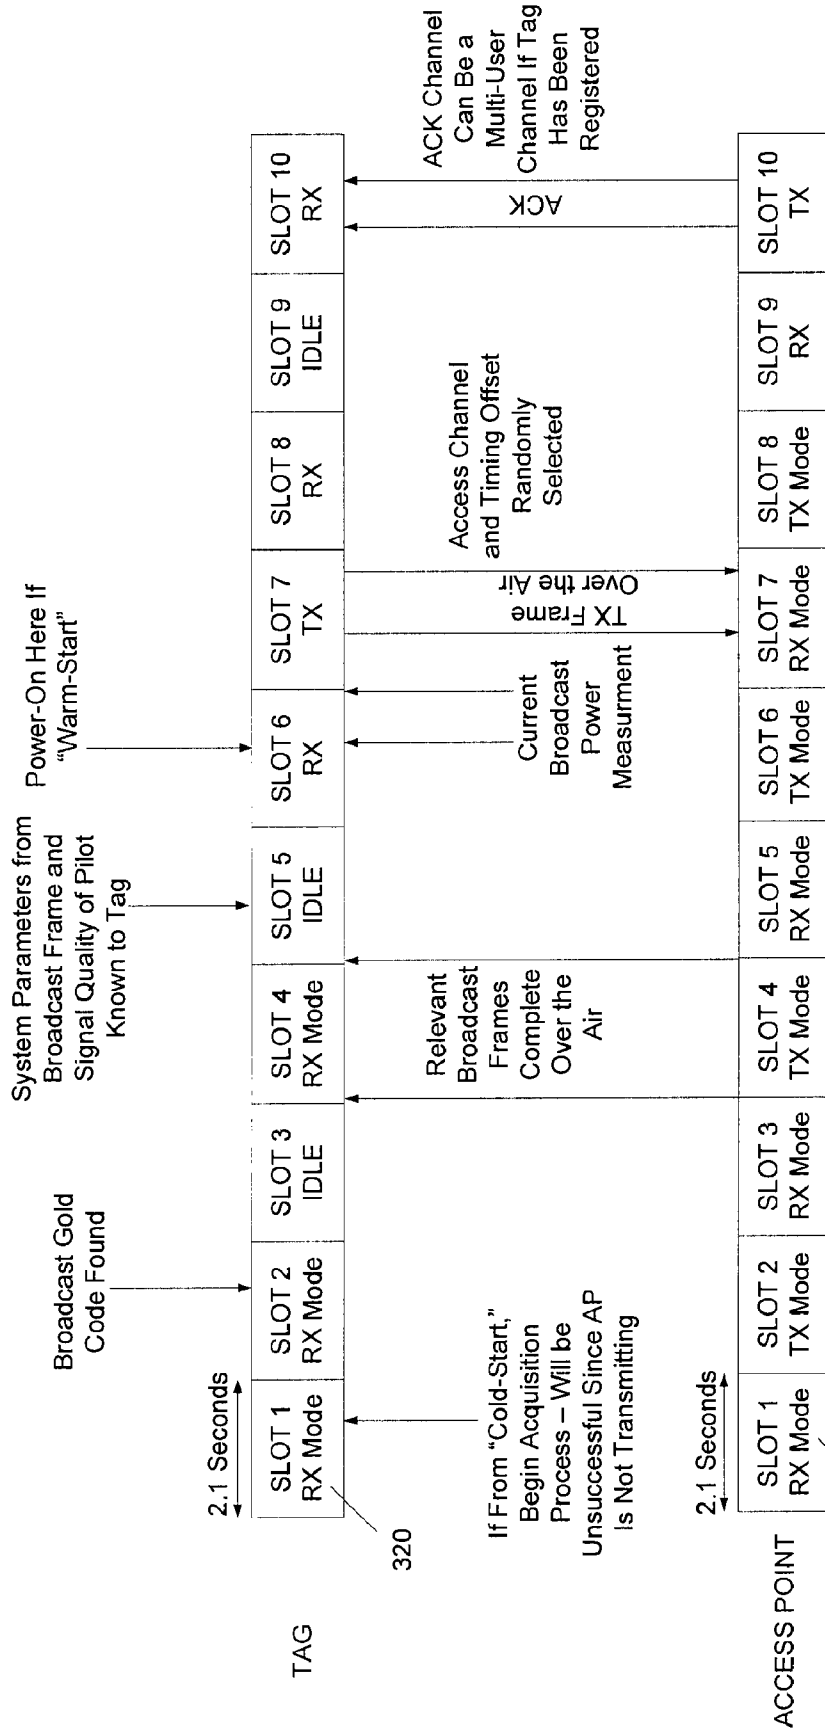 Broadcast Gold
Code Found
System Parameters from
Broadcast Frame and
Signal Quality of Pilot
Known to Tag
Power-On Here If
"Warm-Start"
2.1 Seconds
TAG
SLOT 1
RX Mode
SLOT 2
RX Mode
SLOT 3
IDLE
SLOT 4
RX Mode
SLOT 5
IDLE
SLOT 6
RX
SLOT 7
TX
SLOT 8
RX
SLOT 9
IDLE
SLOT 10
RX
320
If From "Cold-Start,"
Begin Acquisition
Process – Will be
Unsuccessful Since AP
Is Not Transmitting
Relevant
Broadcast
Frames
Complete
Over the
Air
Current
Broadcast
Power
Measurment
TX Frame
Over the Air
Access Channel
and Timing Offset
Randomly
Selected
ACK
ACK Channel
Can Be a
Multi-User
Channel If Tag
Has Been
Registered
2.1 Seconds
ACCESS POINT
SLOT 1
RX Mode
SLOT 2
TX Mode
SLOT 3
RX Mode
SLOT 4
TX Mode
SLOT 5
RX Mode
SLOT 6
TX Mode
SLOT 7
RX Mode
SLOT 8
TX Mode
SLOT 9
RX
SLOT 10
TX